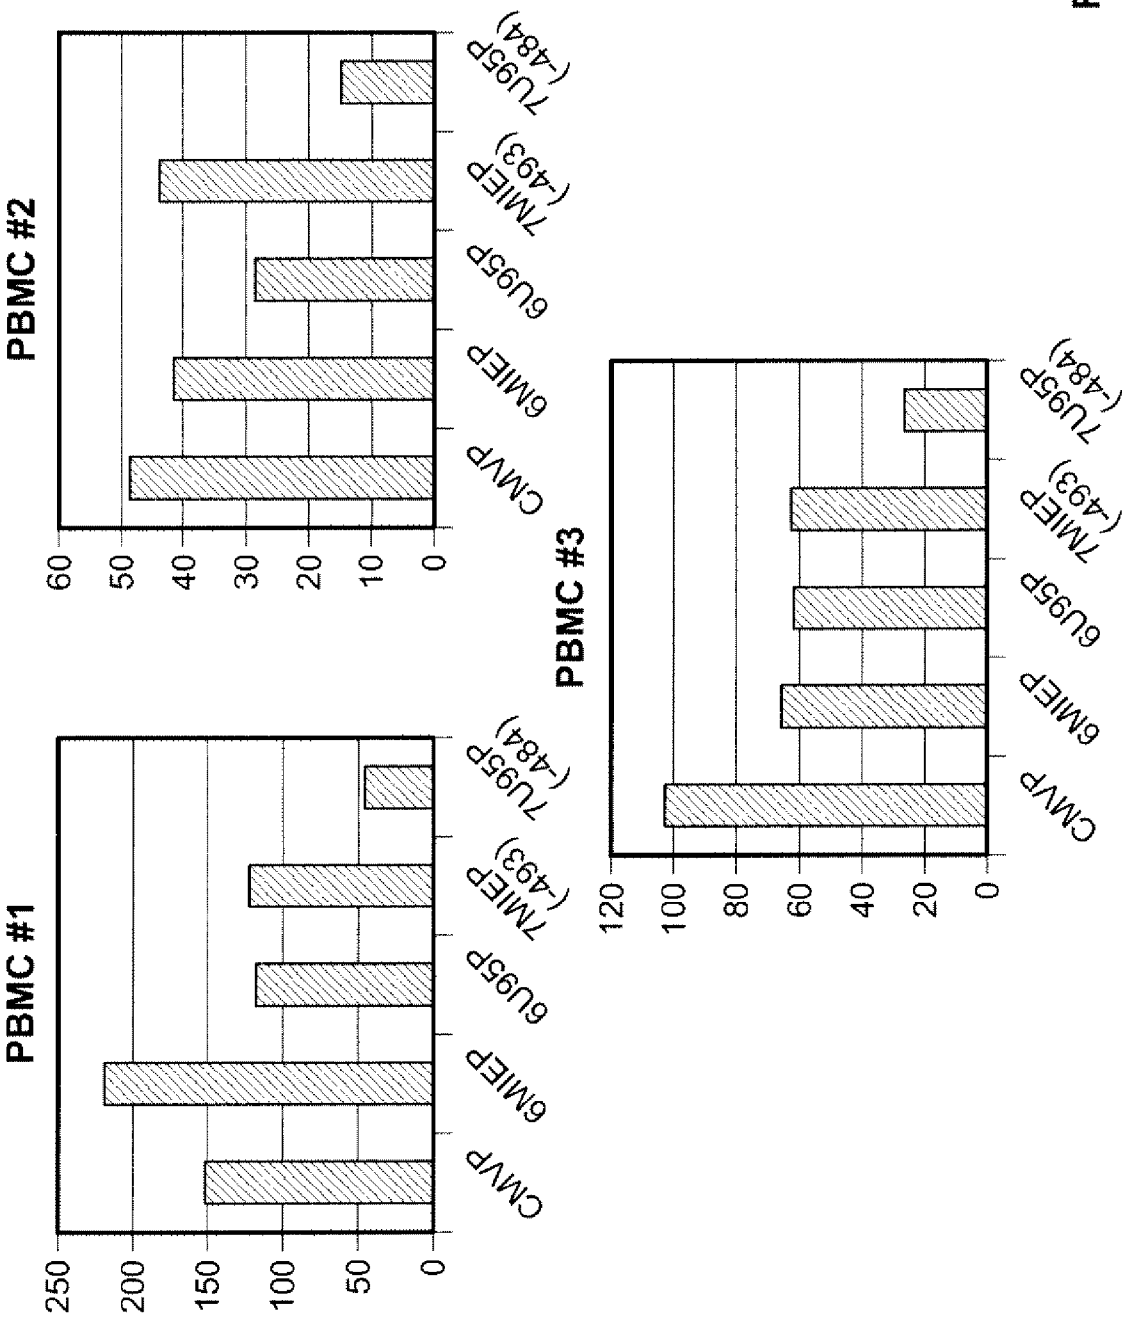 PBMC #1
250
200
150
100
50
0
CMVP
6MIEP
6U95P
7MIEP
(-493)
7U95P
(-484)
PBMC #2
60
50
40
30
20
10
0
CMVP
6MIEP
6U95P
7MIEP
(-493)
7U95P
(-484)
PBMC #3
120
100
80
60
40
20
0
CMVP
6MIEP
6U95P
7MIEP
(-493)
7U95P
(-484)